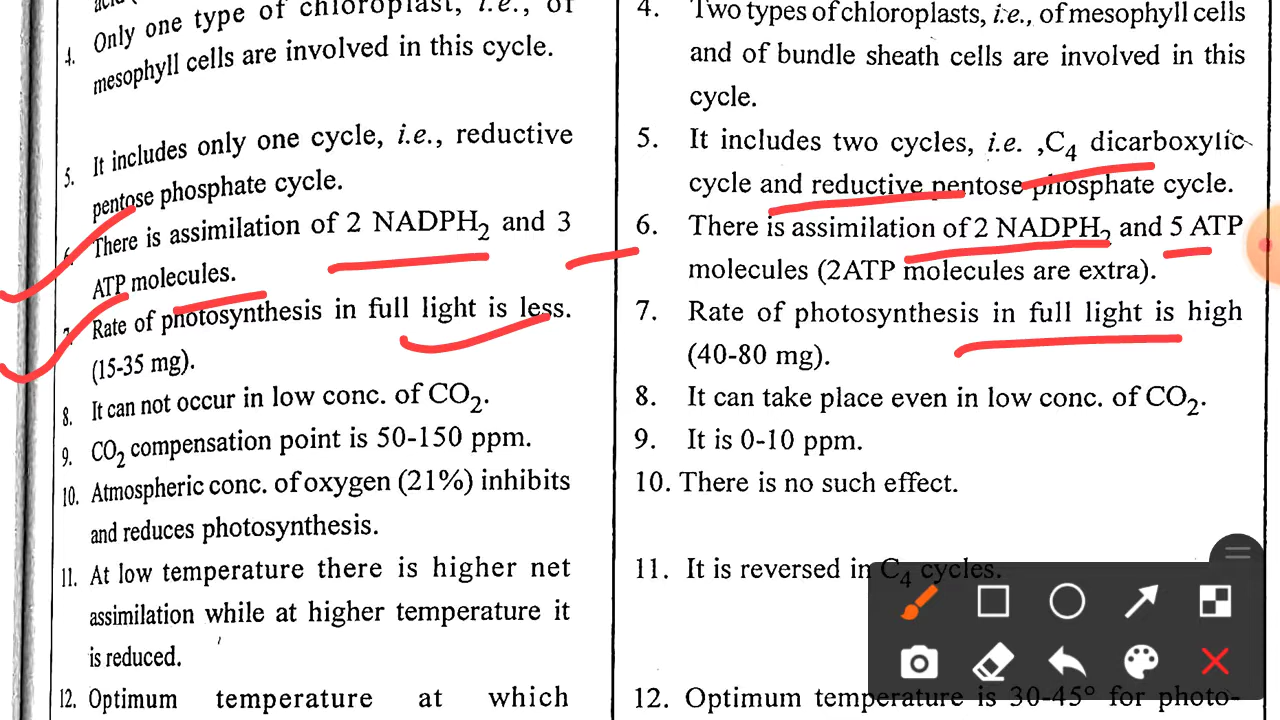 4. Only one type of chloroplast, i.e., of
mesophyll cells are involved in this cycle.
5. It includes only one cycle, i.e., reductive
pentose phosphate cycle.
There is assimilation of 2 NADPH2 and 3
ATP molecules.
Rate of photosynthesis in full light is less.
(15-35 mg).
8. It can not occur in low conc. of CO2.
9. CO2 compensation point is 50-150 ppm.
10. Atmospheric conc. of oxygen (21%) inhibits
and reduces photosynthesis.
11. At low temperature there is higher net
assimilation while at higher temperature it
is reduced.
12. Optimum temperature at which
4. Two types of chloroplasts, i.e., of mesophyll cells
and of bundle sheath cells are involved in this
cycle.
5. It includes two cycles, i.e. ,C4 dicarboxylic
cycle and reductive pentose phosphate cycle.
6. There is assimilation of 2 NADPH2 and 5 ATP
molecules (2ATP molecules are extra).
7. Rate of photosynthesis in full light is high
(40-80 mg).
8. It can take place even in low conc. of CO2.
9. It is 0-10 ppm.
10. There is no such effect.
11. It is reversed in C4 cycles.
12. Optimum temperature is 30-45° for photo-